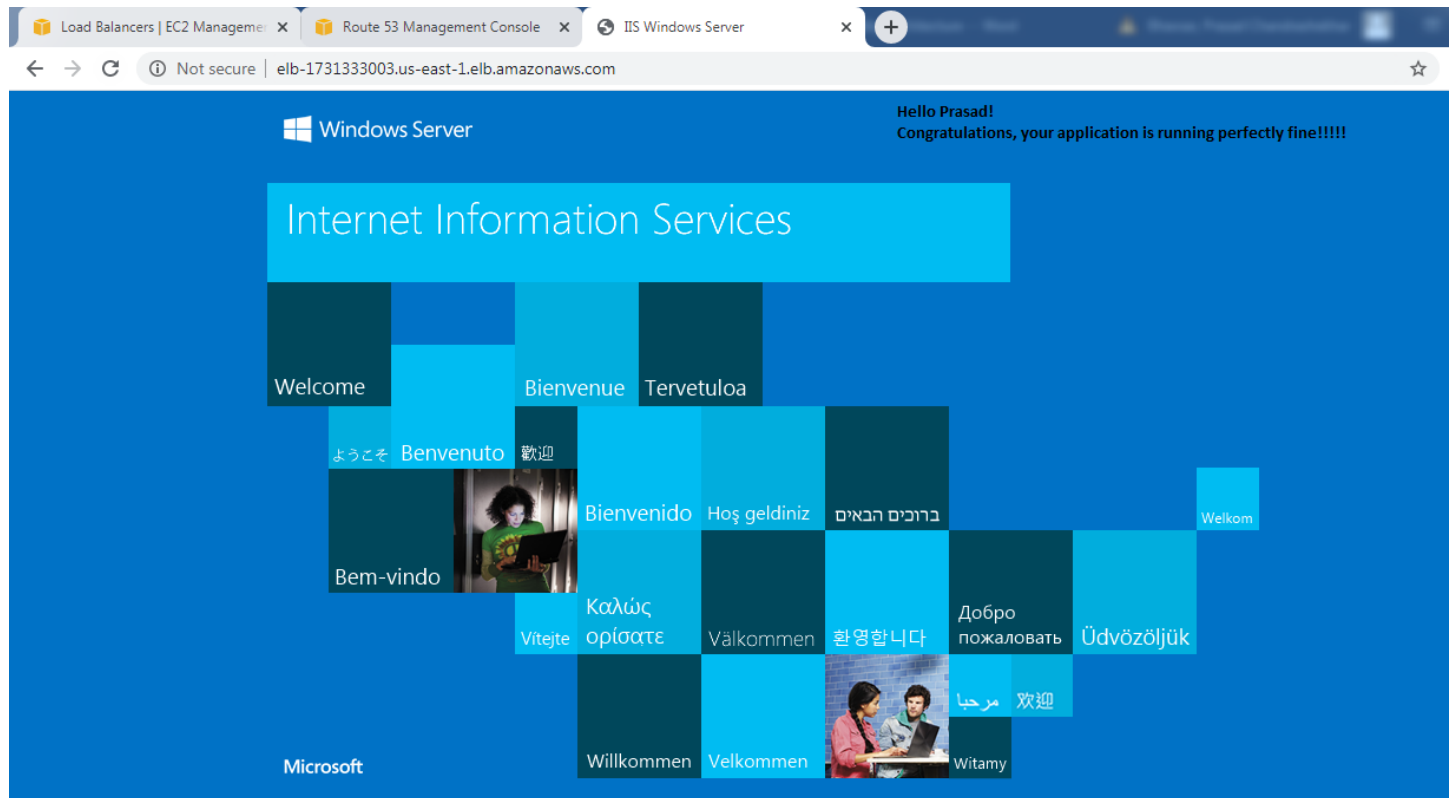 Load Balancers | EC2 Managemer
Route 53 Management Console
IIS Windows Server
Not secure | elb-1731333003.us-east-1.elb.amazonaws.com
Windows Server
Hello Prasad!
Congratulations, your application is running perfectly fine!!!!!
Internet Information Services
Welcome
Bienvenue
Tervetuloa
ようこそ
Benvenuto
歡迎
Bienvenido
Hoş geldiniz
ברוכים הבאים
Welkom
Bem-vindo
Vítejte
Καλώς
ορίσατε
Välkommen
환영합니다
Добро
пожаловать
Üdvözöljük
مرحبا
欢迎
Willkommen
Velkommen
Witamy
Microsoft